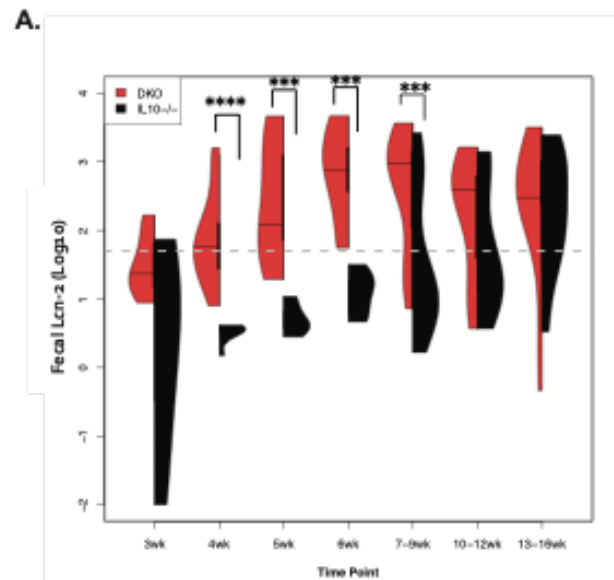 A.
DKO
IL10-/-
****
***
***
***
Fecal Lcn-2 (Log10)
4
3
2
1
0
-1
-2
3wk 4wk 5wk 6wk 7-9wk 10-12wk 13-16wk
Time Point